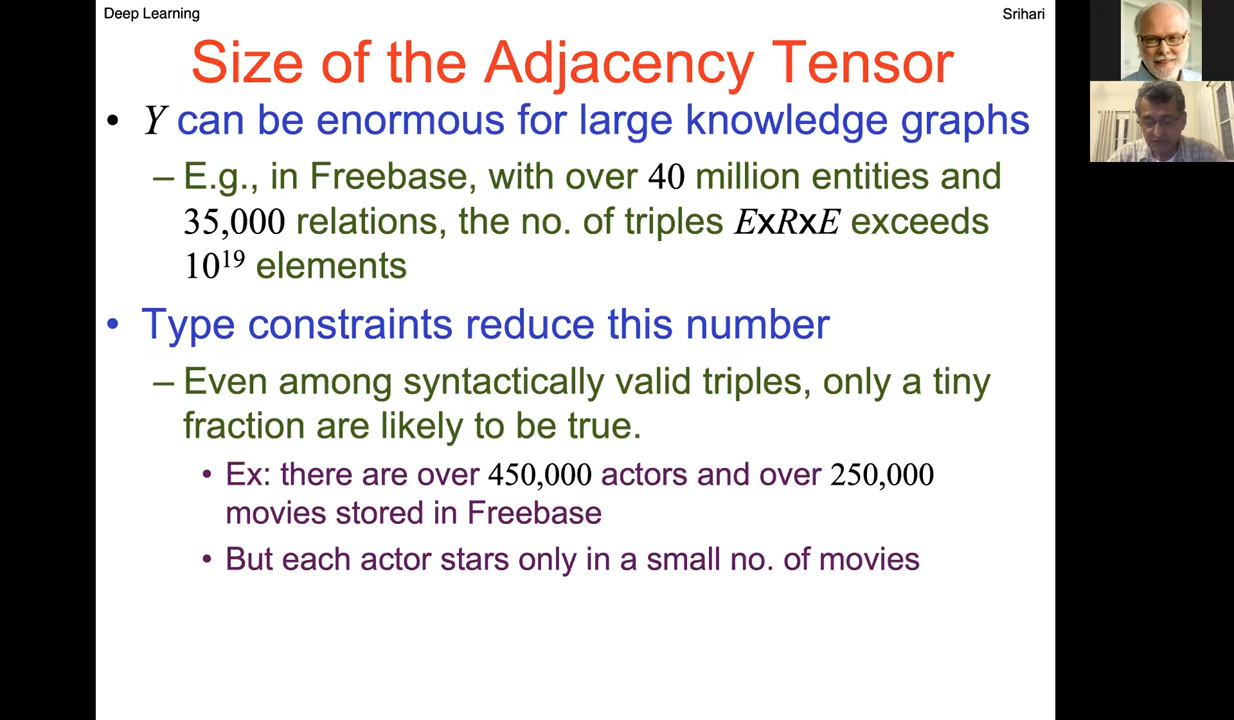 Deep Learning
Srihari
Size of the Adjacency Tensor
• Y can be enormous for large knowledge graphs
– E.g., in Freebase, with over 40 million entities and
35,000 relations, the no. of triples ExRxE exceeds
10¹⁹ elements
• Type constraints reduce this number
– Even among syntactically valid triples, only a tiny
fraction are likely to be true.
• Ex: there are over 450,000 actors and over 250,000
movies stored in Freebase
• But each actor stars only in a small no. of movies